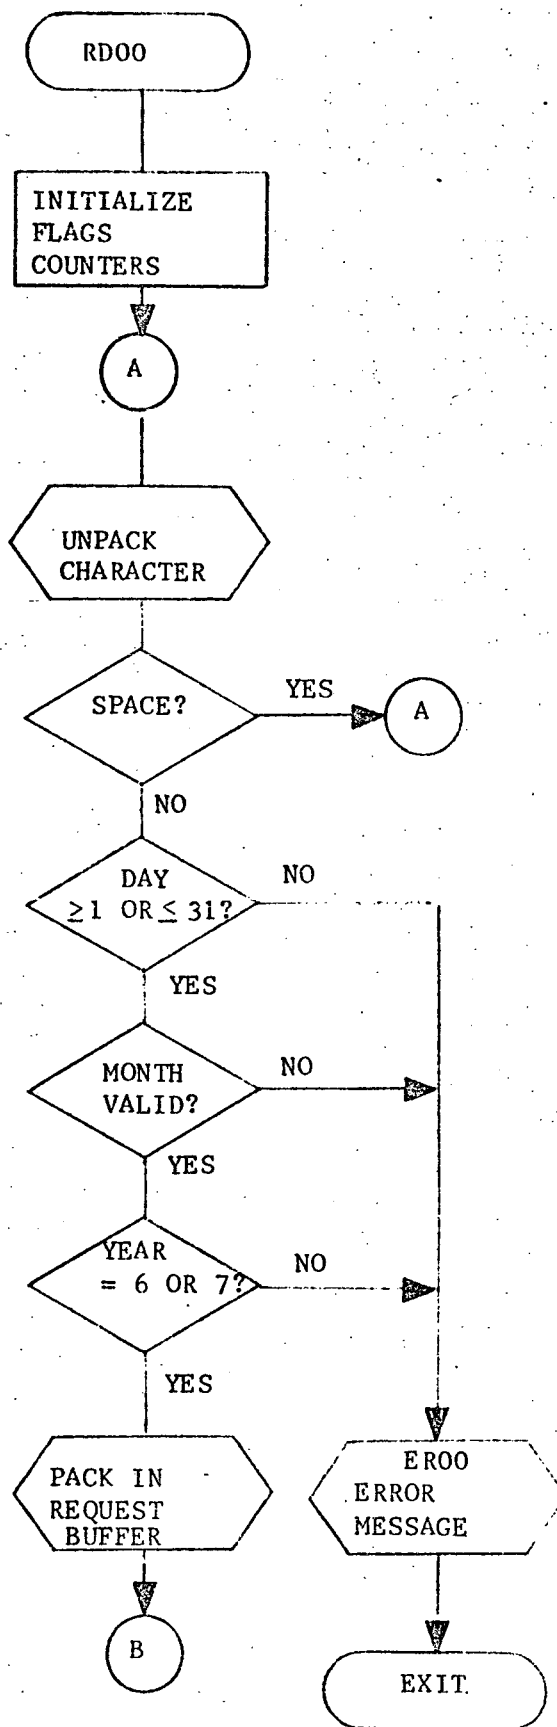 RDOO
INITIALIZE
FLAGS
COUNTERS
A
UNPACK
CHARACTER
SPACE?
YES
A
NO
DAY
≥1 OR ≤ 31?
NO
YES
MONTH
VALID?
NO
YES
YEAR
= 6 OR 7?
NO
YES
PACK IN
REQUEST
BUFFER
EROO
ERROR
MESSAGE
B
EXIT